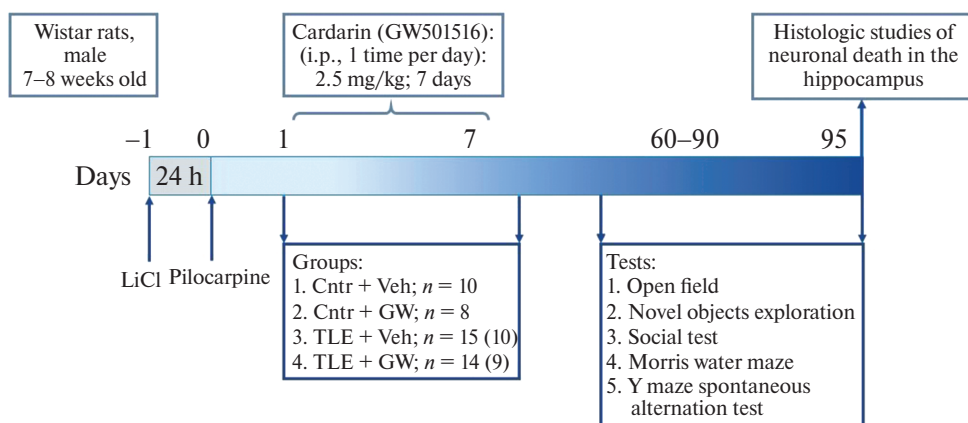 Wistar rats,
male
7–8 weeks old
Cardarin (GW501516):
(i.p., 1 time per day):
2.5 mg/kg; 7 days
Histologic studies of
neuronal death in the
hippocampus
–1 0 1 7 60–90 95
Days 24 h
LiCl Pilocarpine
Groups:
1. Cntr + Veh; n = 10
2. Cntr + GW; n = 8
3. TLE + Veh; n = 15 (10)
4. TLE + GW; n = 14 (9)
Tests:
1. Open field
2. Novel objects exploration
3. Social test
4. Morris water maze
5. Y maze spontaneous
alternation test